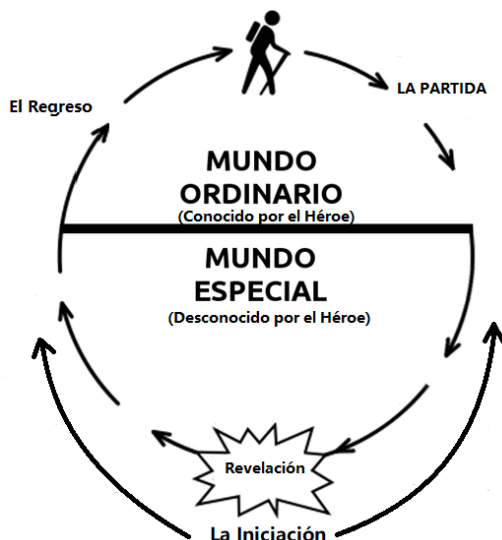 El Regreso
LA PARTIDA
MUNDO
ORDINARIO
(Conocido por el Héroe)
MUNDO
ESPECIAL
(Desconocido por el Héroe)
Revelación
La Iniciación